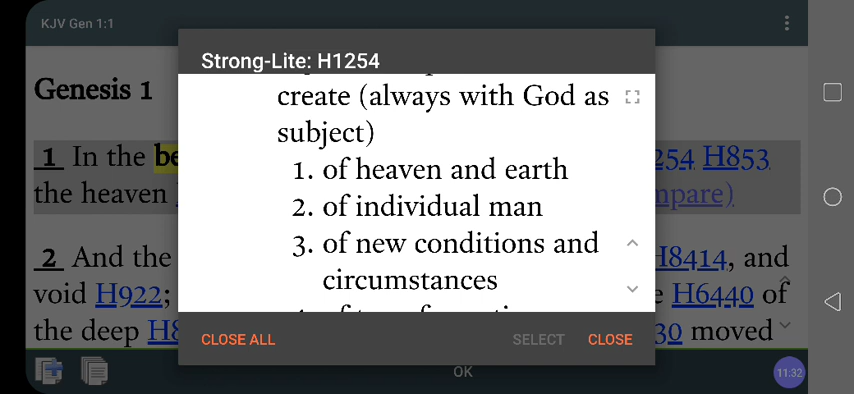 KJV Gen 1:1
Strong-Lite: H1254
create (always with God as
subject)
1. of heaven and earth
2. of individual man
3. of new conditions and
circumstances
CLOSE ALL
SELECT
CLOSE
Genesis 1
1 In the be 254 H853
the heaven mpare)
2 And the H8414, and
void H922; e H6440 of
the deep H8 30 moved
OK
11:32